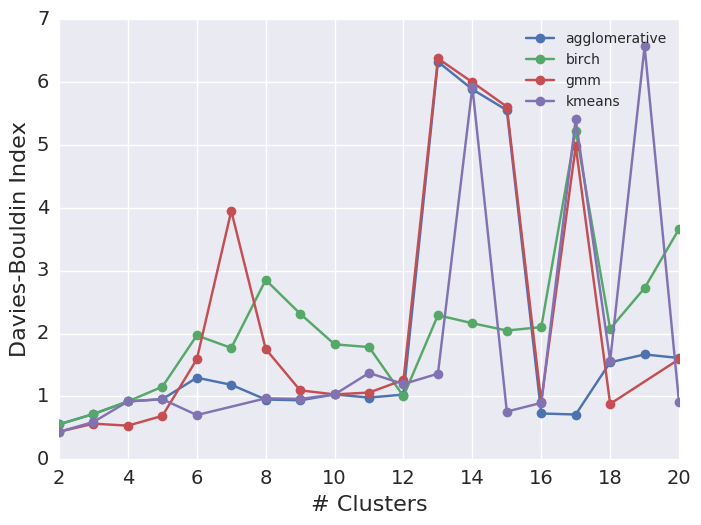 7
6
5
4
3
2
1
0
Davies-Bouldin Index
agglomerative
birch
gmm
kmeans
2 4 6 8 10 12 14 16 18 20
# Clusters